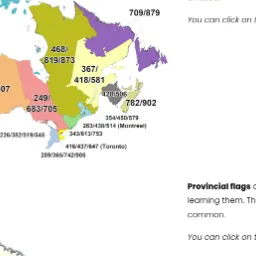 709/879
You can click on t
468/
819/873
367/
418/581
428/506
782/902
07
249/
683/705
354/450/579
263/438/514 (Montreal)
226/382/519/548
343/613/753
416/437/647 (Toronto)
289/365/742/905
Provincial flags
learning them. Th
common.
You can click on t